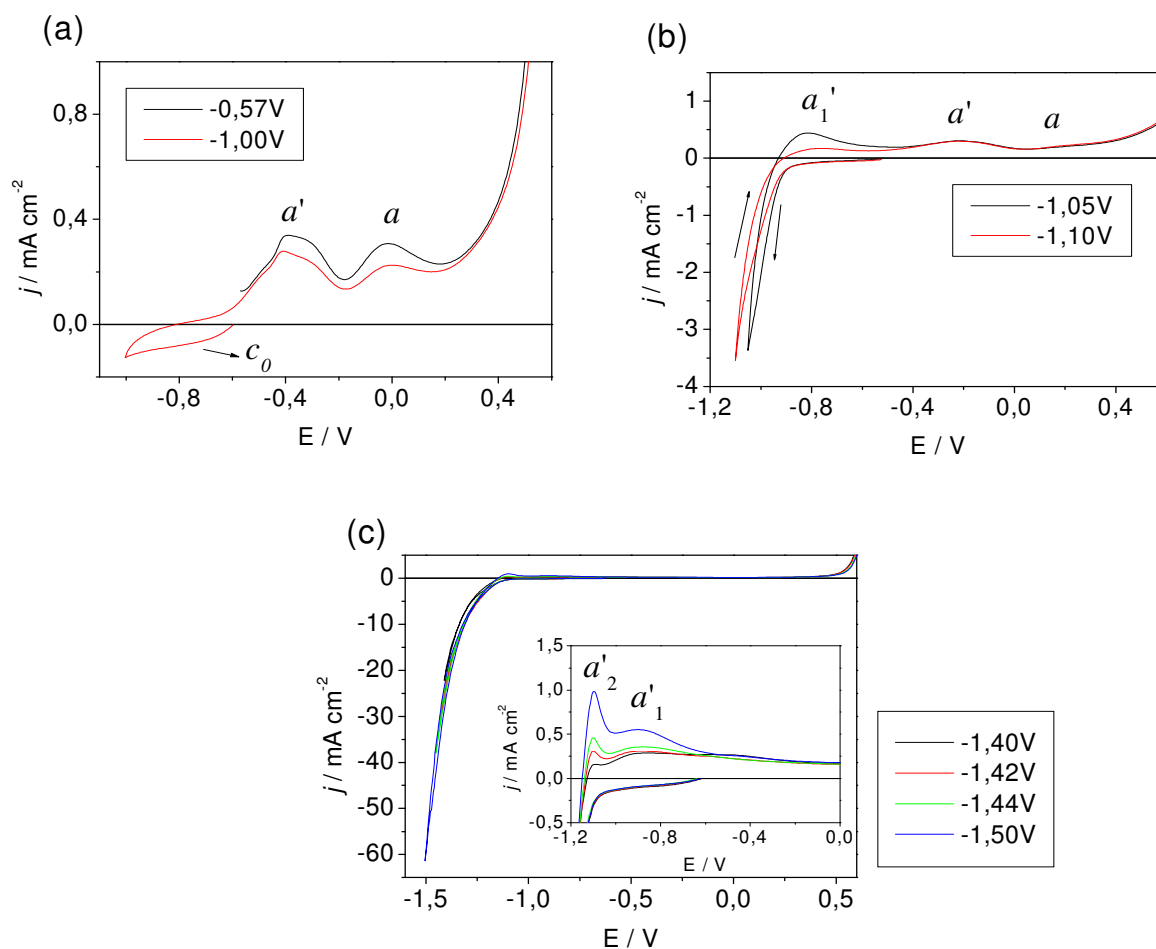 (a)
0,8
0,4
0,0
j / mA cm-2
-0,57V
-1,00V
a'
a
c0
-0,8
-0,4
0,0
0,4
E / V
(b)
1
0
-1
-2
-3
-4
j / mA cm-2
a1'
a'
a
-1,05V
-1,10V
-1,2
-0,8
-0,4
0,0
0,4
E / V
(c)
0
-10
-20
-30
-40
-50
-60
j / mA cm-2
1,5
1,0
0,5
0,0
-0,5
j / mA cm-2
a'2
a'1
-1,2
-0,8
-0,4
0,0
E / V
-1,40V
-1,42V
-1,44V
-1,50V
-1,5
-1,0
-0,5
0,0
0,5
E / V